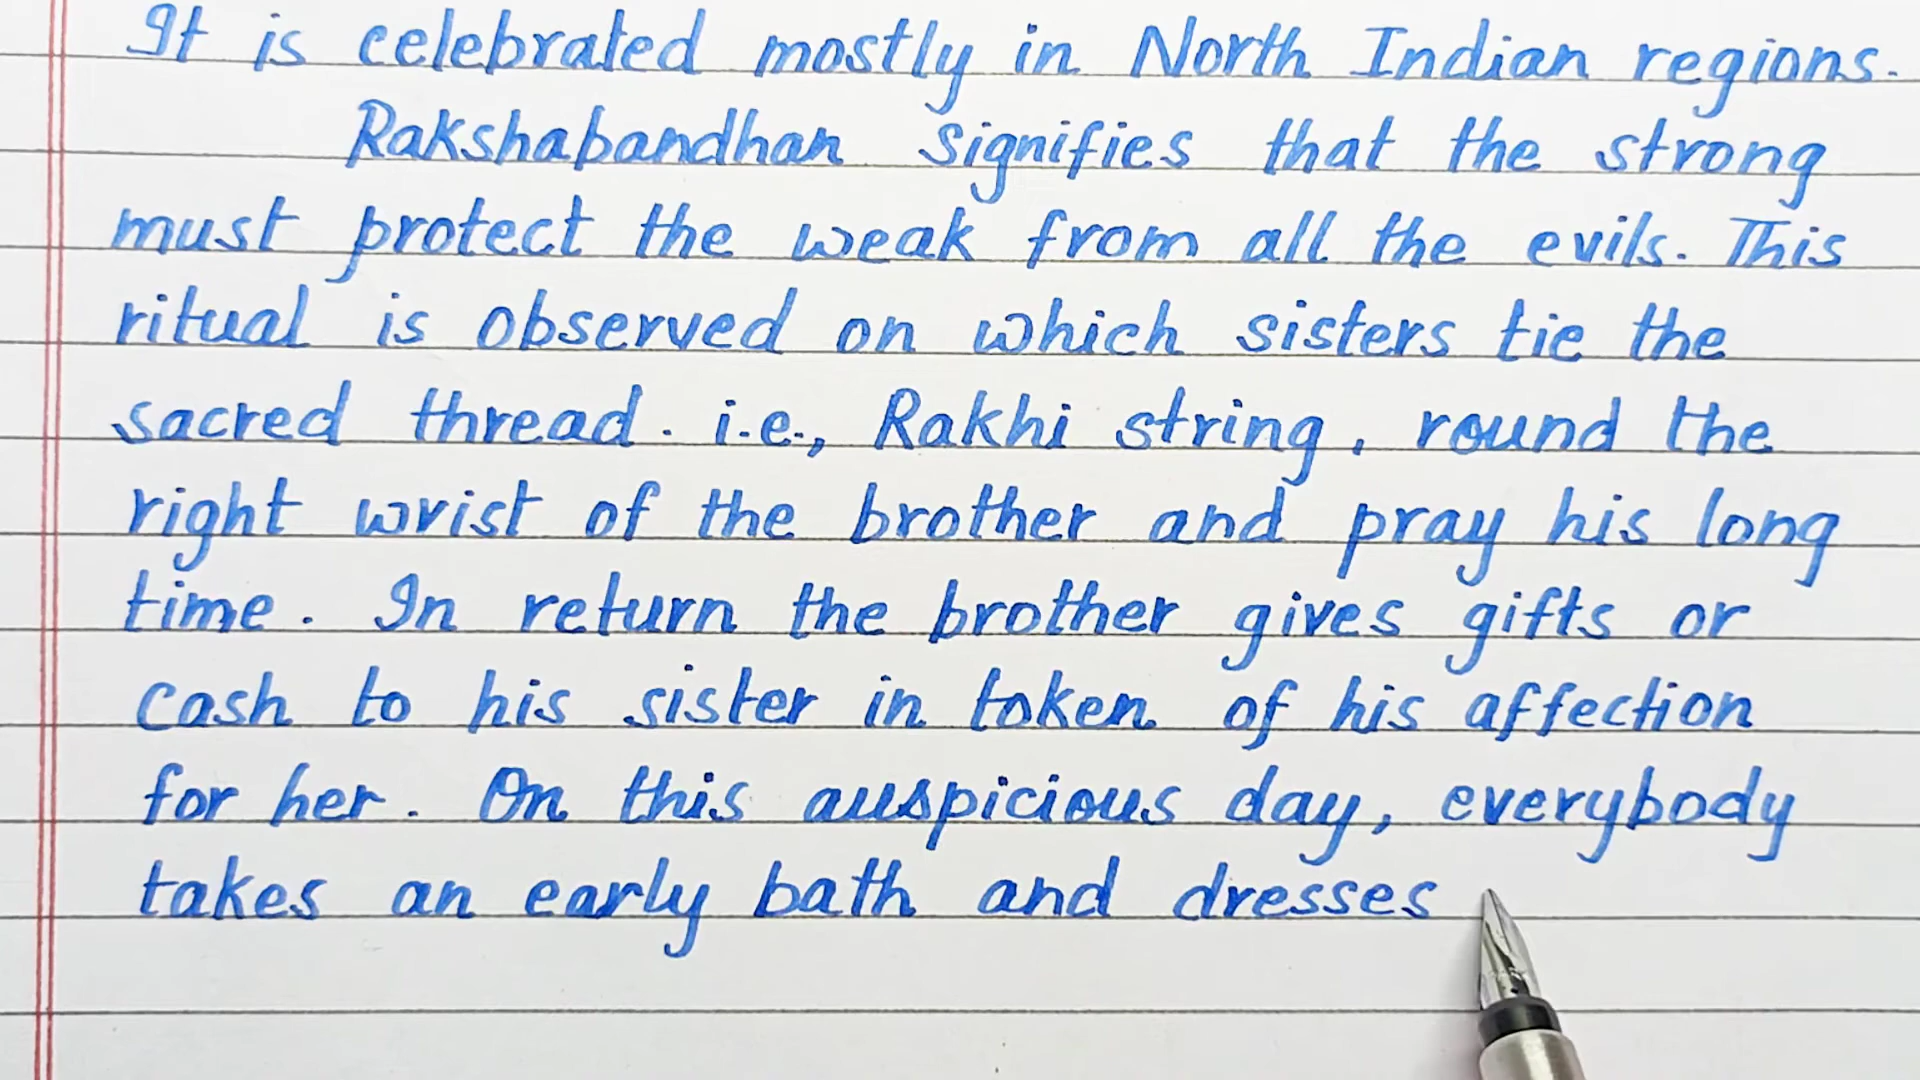 It is celebrated mostly in North Indian regions.
Rakshabandhan signifies that the strong
must protect the weak from all the evils. This
ritual is observed on which sisters tie the
sacred thread. i.e., Rakhi string, round the
right wrist of the brother and pray his long
time. In return the brother gives gifts or
cash to his sister in token of his affection
for her. On this auspicious day, everybody
takes an early bath and dresses